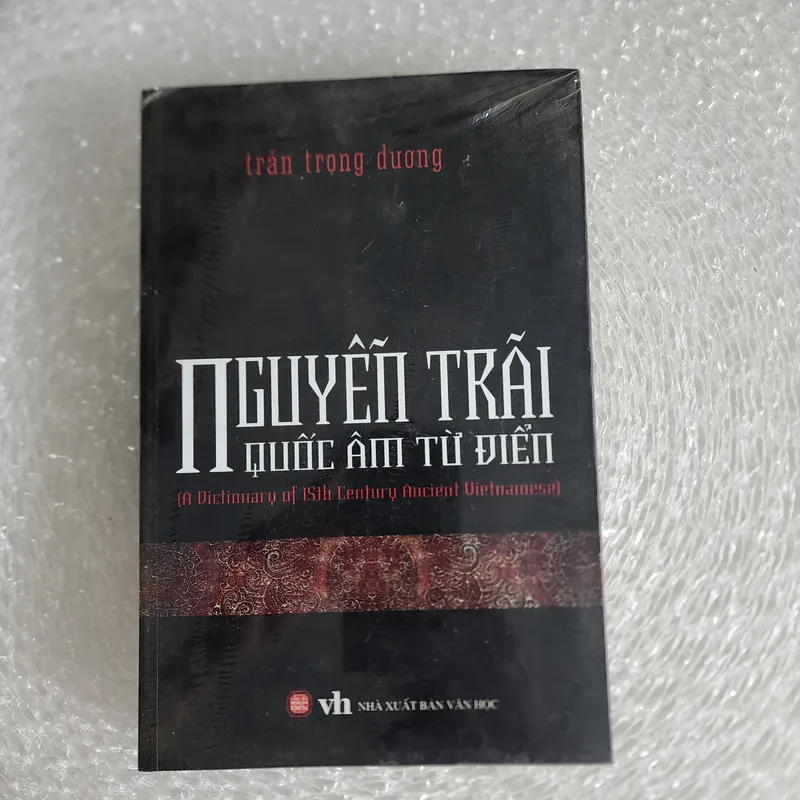 trần trọng dương
NGUYỄN TRÃI
QUỐC ÂM TỪ ĐIỂN
(A Dictionary of 15th Century Ancient Vietnamese)
vh NHÀ XUẤT BẢN VĂN HỌC